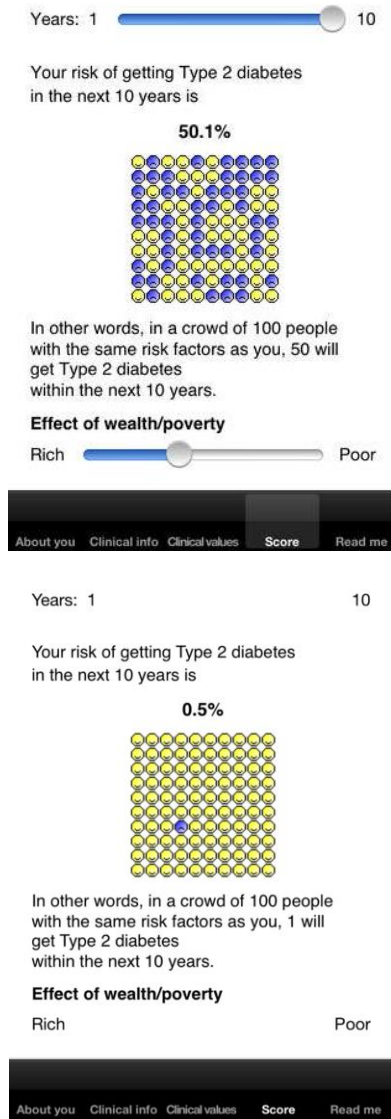 Years: 1 10
Your risk of getting Type 2 diabetes
in the next 10 years is
50.1%
In other words, in a crowd of 100 people
with the same risk factors as you, 50 will
get Type 2 diabetes
within the next 10 years.
Effect of wealth/poverty
Rich Poor
About you Clinical info Clinical values Score Read me
Years: 1 10
Your risk of getting Type 2 diabetes
in the next 10 years is
0.5%
In other words, in a crowd of 100 people
with the same risk factors as you, 1 will
get Type 2 diabetes
within the next 10 years.
Effect of wealth/poverty
Rich Poor
About you Clinical info Clinical values Score Read me